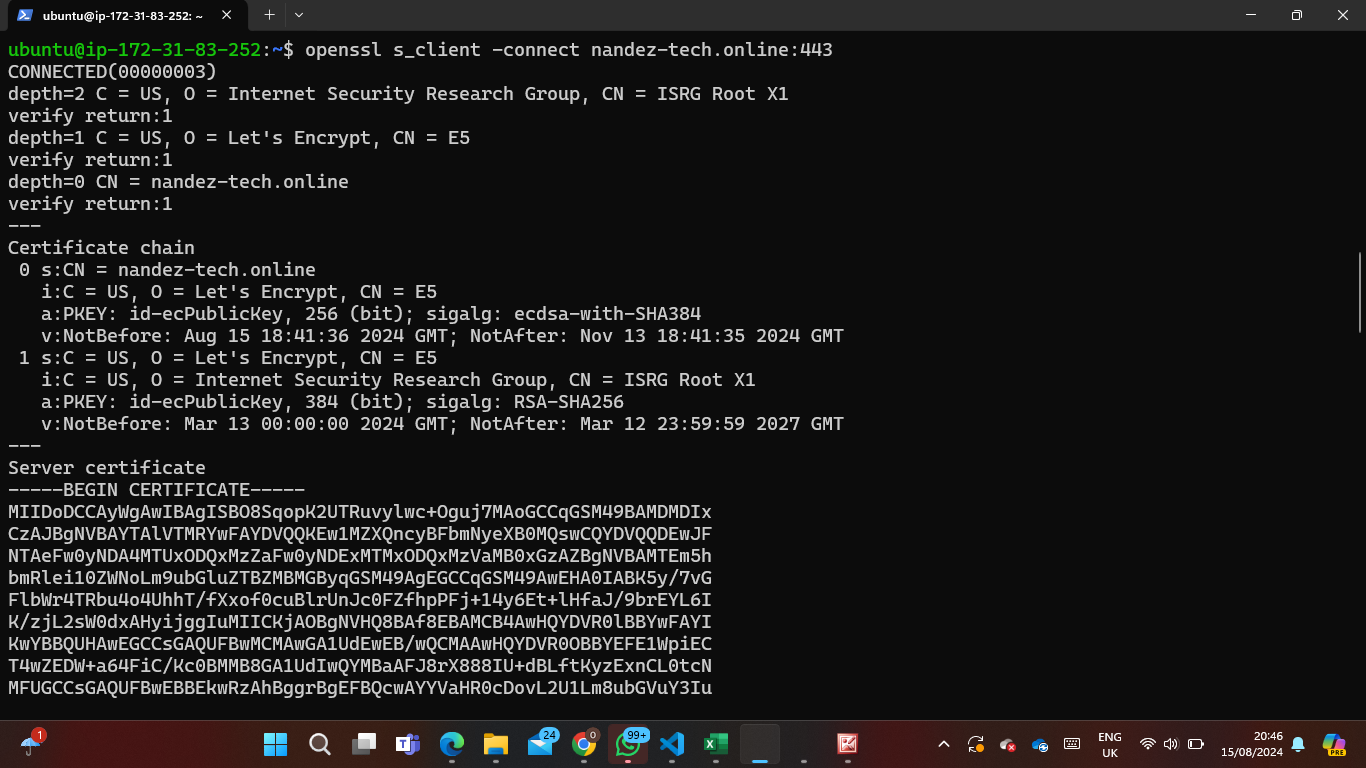 ubuntu@ip-172-31-83-252: ~
ubuntu@ip-172-31-83-252:~$ openssl s_client -connect nandez-tech.online:443
CONNECTED(00000003)
depth=2 C = US, O = Internet Security Research Group, CN = ISRG Root X1
verify return:1
depth=1 C = US, O = Let's Encrypt, CN = E5
verify return:1
depth=0 CN = nandez-tech.online
verify return:1
---
Certificate chain
 0 s:CN = nandez-tech.online
   i:C = US, O = Let's Encrypt, CN = E5
   a:PKEY: id-ecPublicKey, 256 (bit); sigalg: ecdsa-with-SHA384
   v:NotBefore: Aug 15 18:41:36 2024 GMT; NotAfter: Nov 13 18:41:35 2024 GMT
 1 s:C = US, O = Let's Encrypt, CN = E5
   i:C = US, O = Internet Security Research Group, CN = ISRG Root X1
   a:PKEY: id-ecPublicKey, 384 (bit); sigalg: RSA-SHA256
   v:NotBefore: Mar 13 00:00:00 2024 GMT; NotAfter: Mar 12 23:59:59 2027 GMT
---
Server certificate
-----BEGIN CERTIFICATE-----
MIIDoDCCAyWgAwIBAgISBO8SqopK2UTRuvylwc+Oguj7MAoGCCqGSM49BAMDMDIx
CzAJBgNVBAYTAlVTMRYwFAYDVQQKEw1MZXQncyBFbmNyeXB0MQswCQYDVQQDEwJF
NTAeFw0yNDA4MTUxODQxMzZaFw0yNDExMTMxODQxMzVaMB0xGzAZBgNVBAMTEm5h
bmRlei10ZWNoLm9ubGluZTBZMBMGByqGSM49AgEGCCqGSM49AwEHA0IABK5y/7vG
FlbWr4TRbu4o4UhhT/fXxof0cuBlrUnJc0FZfhpPFj+14y6Et+lHfaJ/9brEYL6I
K/zjL2sW0dxAHyijggIuMIICKjAOBgNVHQ8BAf8EBAMCB4AwHQYDVR0lBBYwFAYI
KwYBBQUHAwEGCCsGAQUFBwMCMAwGA1UdEwEB/wQCMAAwHQYDVR0OBBYEFE1WpiEC
T4wZEDW+a64FiC/Kc0BMMB8GA1UdIwQYMBaAFJ8rX888IU+dBLftKyzExnCL0tcN
MFUGCCsGAQUFBwEBBEkwRzAhBggrBgEFBQcwAYYVaHR0cDovL2U1Lm8ubGVuY3Iu
1
24
0
99+
ENG
UK
20:46
15/08/2024
PRE